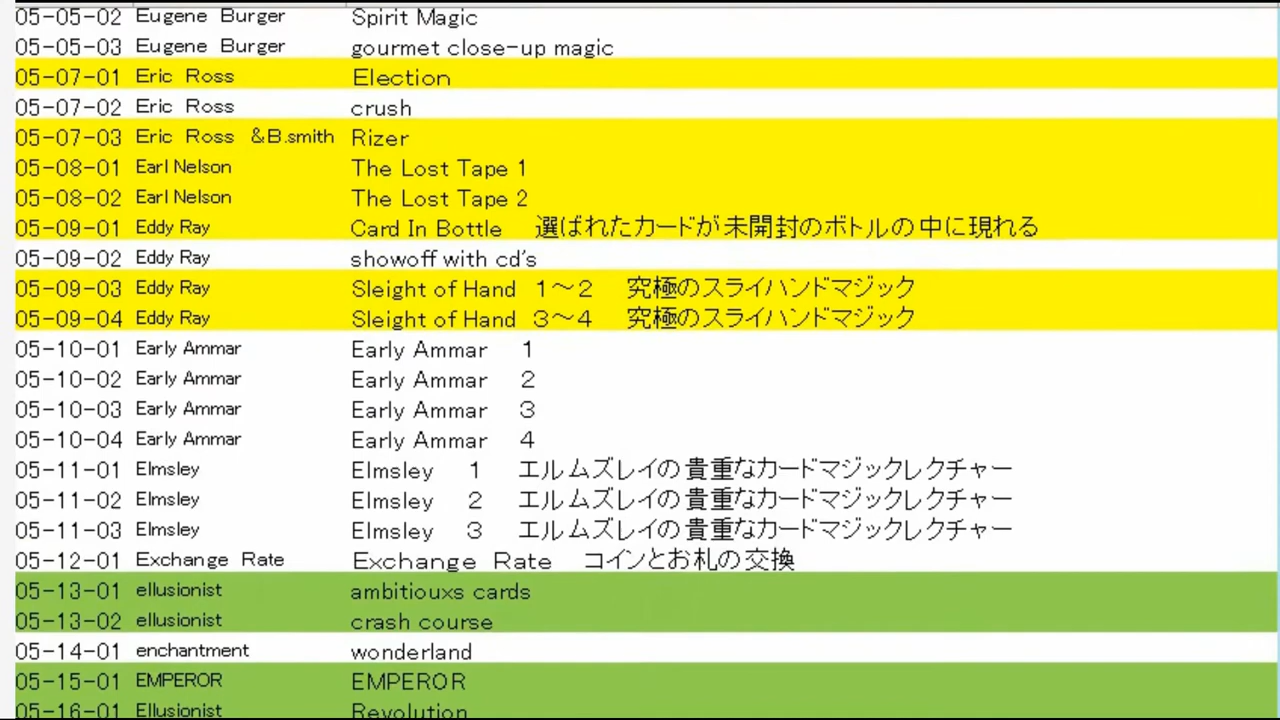 05-05-02 Eugene Burger Spirit Magic
05-05-03 Eugene Burger gourmet close-up magic
05-07-01 Eric Ross Election
05-07-02 Eric Ross crush
05-07-03 Eric Ross &B.smith Rizer
05-08-01 Earl Nelson The Lost Tape 1
05-08-02 Earl Nelson The Lost Tape 2
05-09-01 Eddy Ray Card In Bottle 選ばれたカードが未開封のボトルの中に現れる
05-09-02 Eddy Ray showoff with cd's
05-09-03 Eddy Ray Sleight of Hand 1〜2 究極のスライハンドマジック
05-09-04 Eddy Ray Sleight of Hand 3〜4 究極のスライハンドマジック
05-10-01 Early Ammar Early Ammar 1
05-10-02 Early Ammar Early Ammar 2
05-10-03 Early Ammar Early Ammar 3
05-10-04 Early Ammar Early Ammar 4
05-11-01 Elmsley Elmsley 1 エルムズレイの貴重なカードマジックレクチャー
05-11-02 Elmsley Elmsley 2 エルムズレイの貴重なカードマジックレクチャー
05-11-03 Elmsley Elmsley 3 エルムズレイの貴重なカードマジックレクチャー
05-12-01 Exchange Rate Exchange Rate コインとお札の交換
05-13-01 ellusionist ambitiouxs cards
05-13-02 ellusionist crash course
05-14-01 enchantment wonderland
05-15-01 EMPEROR EMPEROR
05-16-01 Ellusionist Revolution